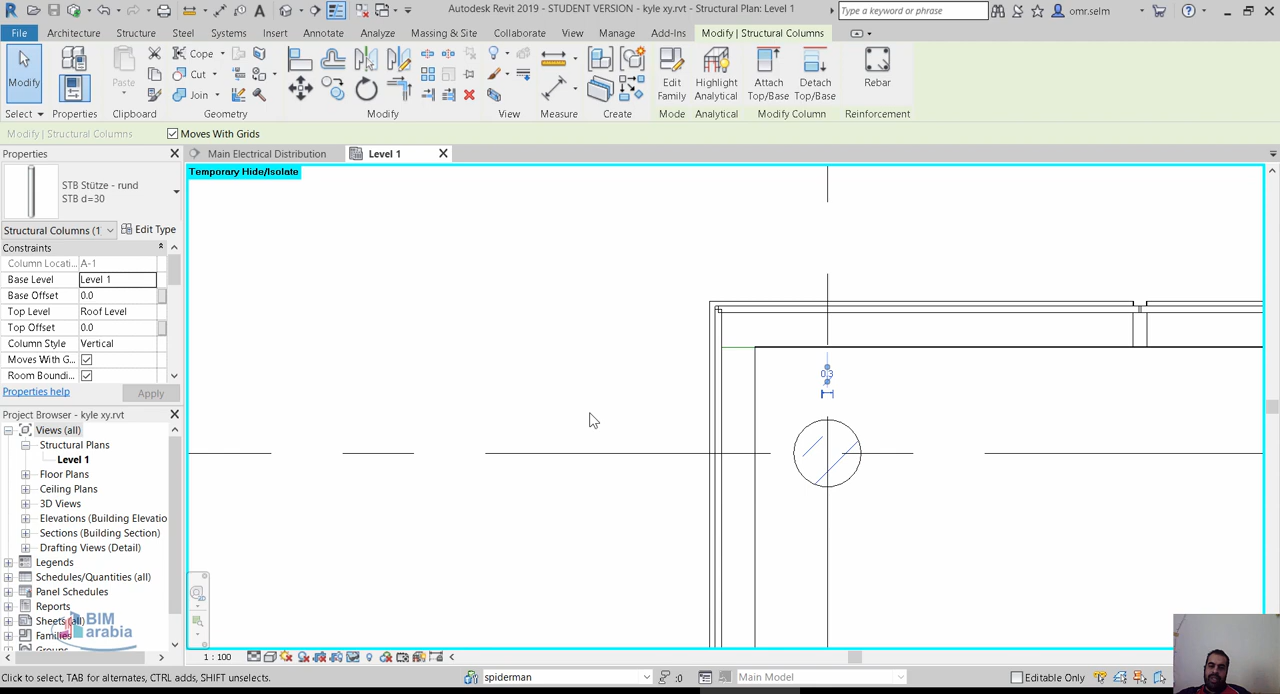 Autodesk Revit 2019 - STUDENT VERSION - kyle xy.rvt - Structural Plan: Level 1
Type a keyword or phrase
omr.selm
File Architecture Structure Steel Systems Insert Annotate Analyze Massing & Site Collaborate View Manage Add-Ins Modify | Structural Columns
Cope
Cut
Join
Modify
Paste
Edit Family
Highlight Analytical
Attach Top/Base
Detach Top/Base
Rebar
Select Properties Clipboard Geometry Modify View Measure Create Mode Analytical Modify Column Reinforcement
Modify | Structural Columns Moves With Grids
Properties
Main Electrical Distribution
Level 1
Temporary Hide/Isolate
STB Stütze - rund
STB d=30
Structural Columns (1
Edit Type
Constraints
Column Locati... A-1
Base Level Level 1
Base Offset 0.0
Top Level Roof Level
Top Offset 0.0
Column Style Vertical
Moves With G...
Room Boundi...
Properties help
Apply
0.3
Project Browser - kyle xy.rvt
Views (all)
Structural Plans
Level 1
Floor Plans
Ceiling Plans
3D Views
Elevations (Building Elevatio
Sections (Building Section)
Drafting Views (Detail)
Legends
Schedules/Quantities (all)
Panel Schedules
Reports
Sheets (all)
Families
BIM
arabia
1 : 100
Click to select, TAB for alternates, CTRL adds, SHIFT unselects.
spiderman
:0
Main Model
Editable Only